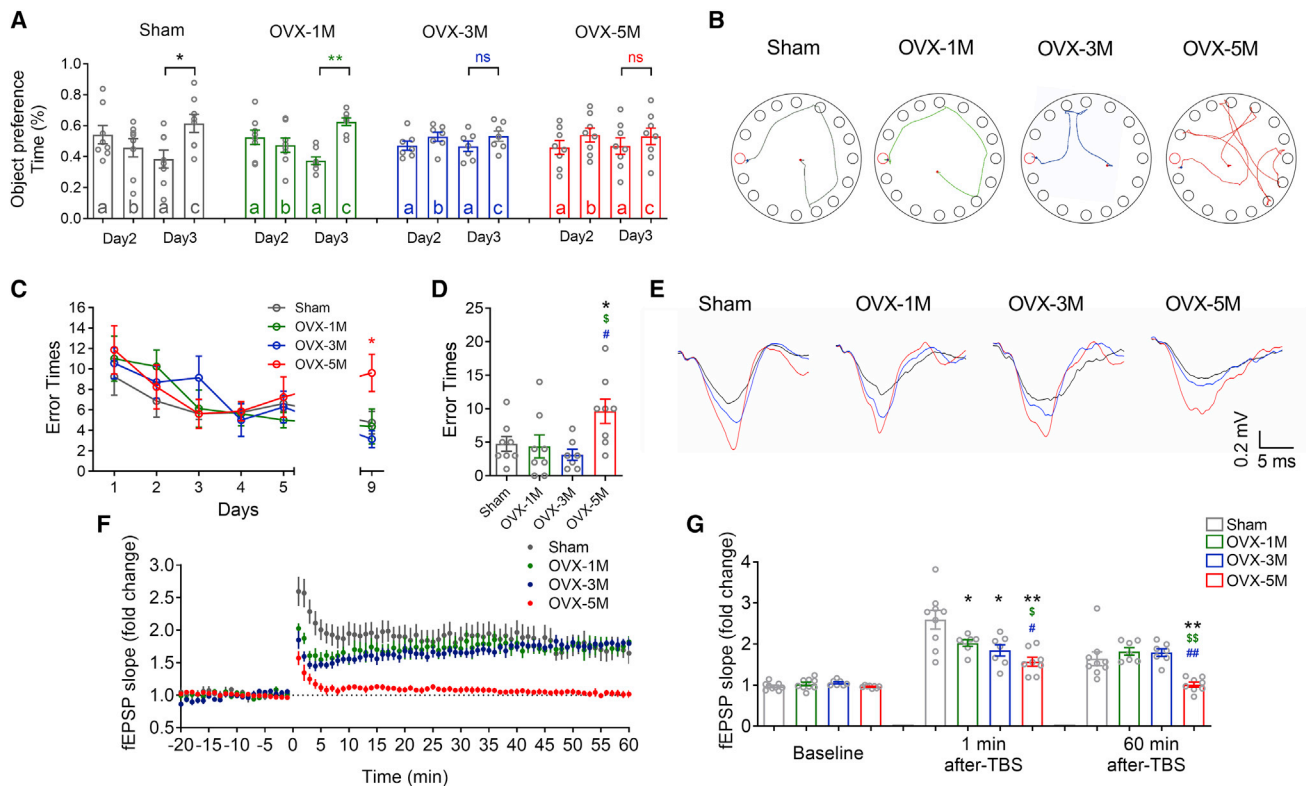 A
Sham OVX-1M OVX-3M OVX-5M
* ** ns ns
Object preference
Time (%)
1.0
0.8
0.6
0.4
0.2
0.0
a b a c a b a c a b a c a b a c
Day2 Day3 Day2 Day3 Day2 Day3 Day2 Day3
B
Sham OVX-1M OVX-3M OVX-5M
C
Error Times
16
14
12
10
8
6
4
2
0
Sham
OVX-1M
OVX-3M
OVX-5M
*
1 2 3 4 5 9
Days
D
Error Times
25
20
15
10
5
0
*
$
#
Sham OVX-1M OVX-3M OVX-5M
E
Sham OVX-1M OVX-3M OVX-5M
0.2 mV
5 ms
F
fEPSP slope (fold change)
3.0
2.5
2.0
1.5
1.0
0.5
Sham
OVX-1M
OVX-3M
OVX-5M
-20 -15 -10 -5 0 5 10 15 20 25 30 35 40 45 50 55 60
Time (min)
G
Sham
OVX-1M
OVX-3M
OVX-5M
fEPSP slope (fold change)
4
3
2
1
0
* * **
$
#
**
$$
##
Baseline
1 min
after-TBS
60 min
after-TBS